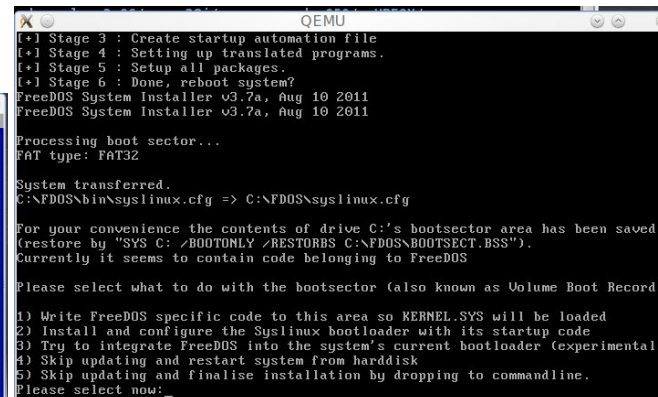 QEMU
[+] Stage 3 : Create startup automation file
[+] Stage 4 : Setting up translated programs.
[+] Stage 5 : Setup all packages.
[+] Stage 6 : Done, reboot system?
FreeDOS System Installer v3.7a, Aug 10 2011
FreeDOS System Installer v3.7a, Aug 10 2011
Processing boot sector...
FAT type: FAT32
System transferred.
C:\FDOS\bin\syslinux.cfg => C:\FDOS\syslinux.cfg
For your convenience the contents of drive C:'s bootsector area has been saved
(restore by "SYS C: /BOOTONLY /RESTORBS C:\FDOS\BOOTSECT.BSS").
Currently it seems to contain code belonging to FreeDOS
Please select what to do with the bootsector (also known as Volume Boot Record
1) Write FreeDOS specific code to this area so KERNEL.SYS will be loaded
2) Install and configure the Syslinux bootloader with its startup code
3) Try to integrate FreeDOS into the system's current bootloader (experimental
4) Skip updating and restart system from harddisk
5) Skip updating and finalise installation by dropping to commandline.
Please select now:_